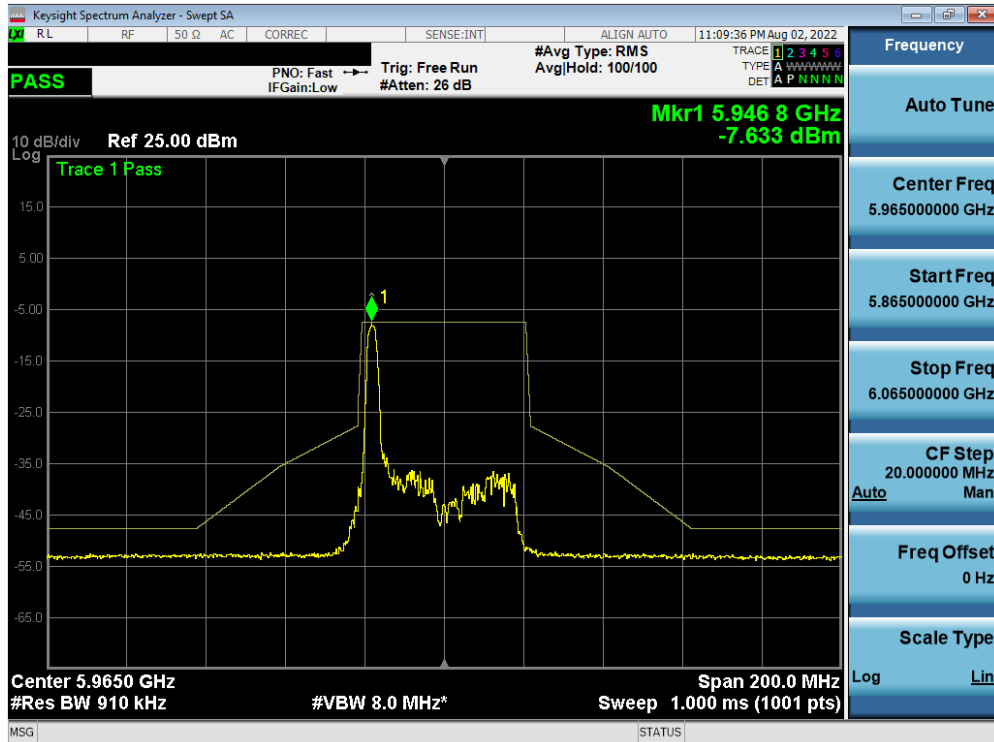 Keysight Spectrum Analyzer - Swept SA
LXI RL RF 50 Ω AC CORREC SENSE:INT ALIGN AUTO 11:09:36 PM Aug 02, 2022
PASS
PNO: Fast
IFGain:Low
Trig: Free Run
#Atten: 26 dB
#Avg Type: RMS
Avg|Hold: 100/100
TRACE 1 2 3 4 5 6
TYPE A WWWWW
DET A P N N N N
Mkr1 5.946 8 GHz
-7.633 dBm
10 dB/div Ref 25.00 dBm
Log
Trace 1 Pass
15.0
5.00
-5.00
-15.0
-25.0
-35.0
-45.0
-55.0
-65.0
1
Center 5.9650 GHz Span 200.0 MHz
#Res BW 910 kHz #VBW 8.0 MHz* Sweep 1.000 ms (1001 pts)
MSG STATUS
Frequency
Auto Tune
Center Freq
5.965000000 GHz
Start Freq
5.865000000 GHz
Stop Freq
6.065000000 GHz
CF Step
20.000000 MHz
Auto Man
Freq Offset
0 Hz
Scale Type
Log Lin